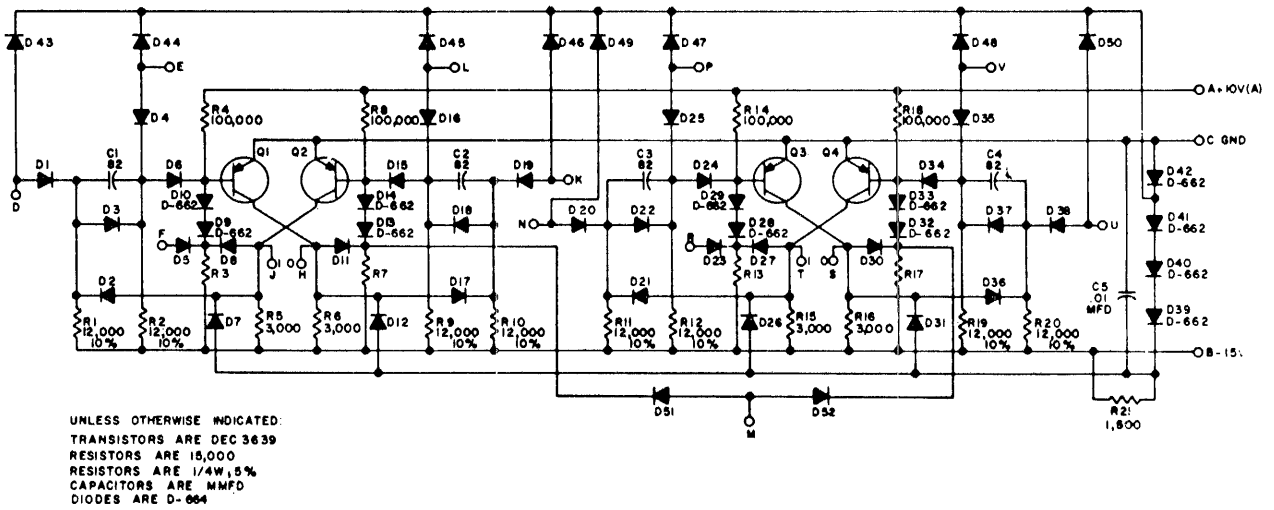 D43
D44
D45
D46
D49
D47
D48
D50
E
L
P
V
A+10V(A)
R4
100,000
R8
100,000
R14
100,000
R18
100,000
D4
D16
D25
D35
C GND
D1
C1
82
D6
Q1
Q2
D15
C2
82
D19
K
C3
82
D24
Q3
Q4
D34
C4
82
D42
D-662
D
D10
D-662
D14
D-662
D29
D-662
D33
D-662
D3
D9
D-662
D13
D-662
D18
N
D20
D22
D28
D-662
D32
D-662
D37
D38
U
D41
D-662
F
D5
D8
J
1
0
H
D11
R
D23
D27
T
1
0
S
D30
R3
R7
R13
R17
D40
D-662
D2
D17
D21
D36
C5
.01
MFD
D39
D-662
R1
12,000
10%
R2
12,000
10%
D7
R5
3,000
R6
3,000
D12
R9
12,000
10%
R10
12,000
10%
R11
12,000
10%
R12
12,000
10%
D26
R15
3,000
R16
3,000
D31
R19
12,000
10%
R20
12,000
10%
B-15
D51
M
D52
R21
1,500
UNLESS OTHERWISE INDICATED:
TRANSISTORS ARE DEC 3639
RESISTORS ARE 15,000
RESISTORS ARE 1/4W, 5%
CAPACITORS ARE MMFD
DIODES ARE D-664